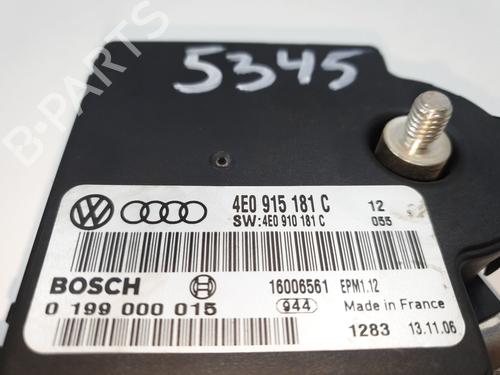 5345
B-PARTS
4E0 915 181 C 12
SW:4E0 910 181 C 055
BOSCH 16006561 EPM1.12
0 199 000 015 944 Made in France
1283 13.11.06